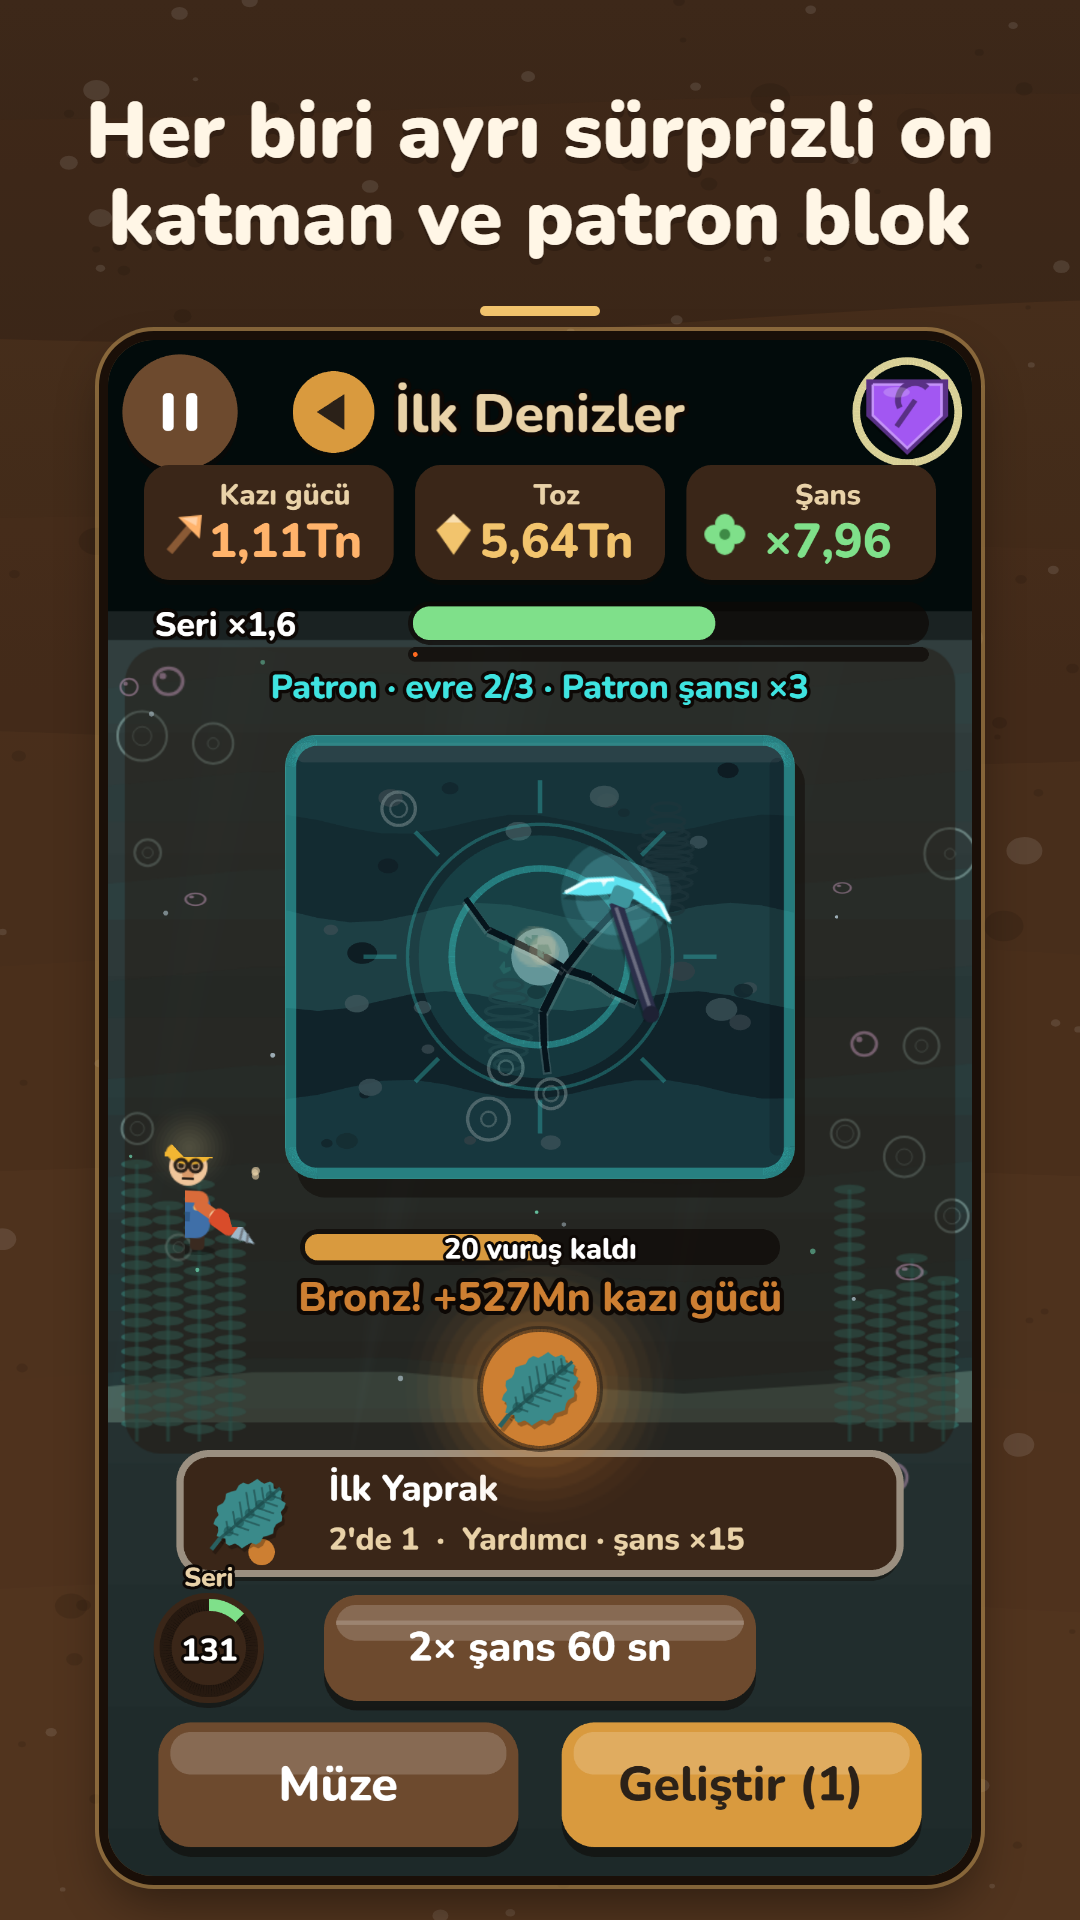 Her biri ayrı sürprizli on
katman ve patron blok
İlk Denizler
Kazı gücü
1,11Tn
Toz
5,64Tn
Şans
×7,96
Seri ×1,6
Patron · evre 2/3 · Patron şansı ×3
20 vuruş kaldı
Bronz! +527Mn kazı gücü
İlk Yaprak
2'de 1 · Yardımcı · şans ×15
Seri
131
2× şans 60 sn
Müze
Geliştir (1)